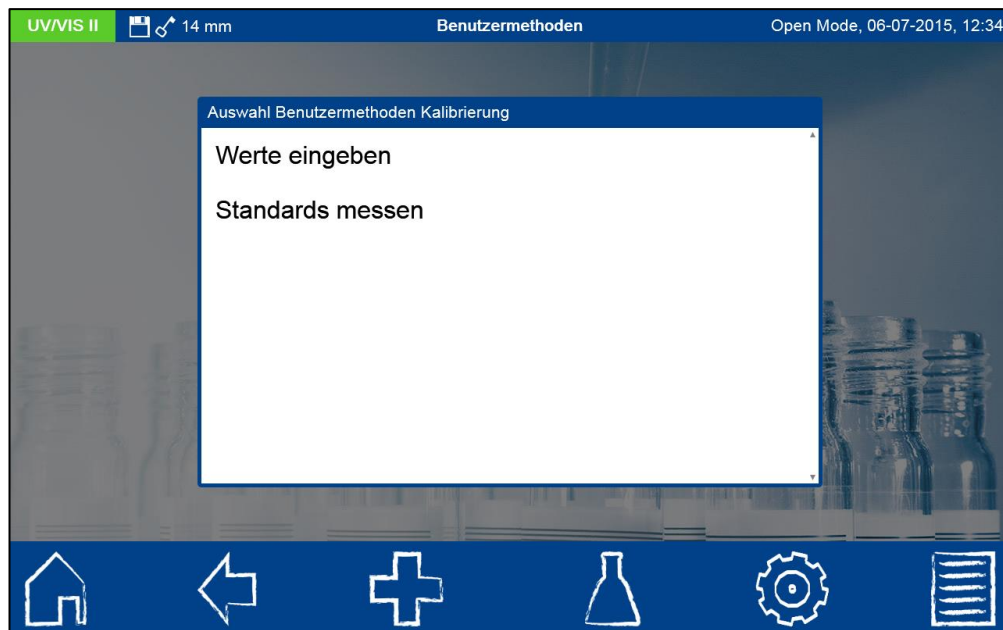 UV/VIS II 14 mm Benutzermethoden Open Mode, 06-07-2015, 12:34
Auswahl Benutzermethoden Kalibrierung
Werte eingeben
Standards messen